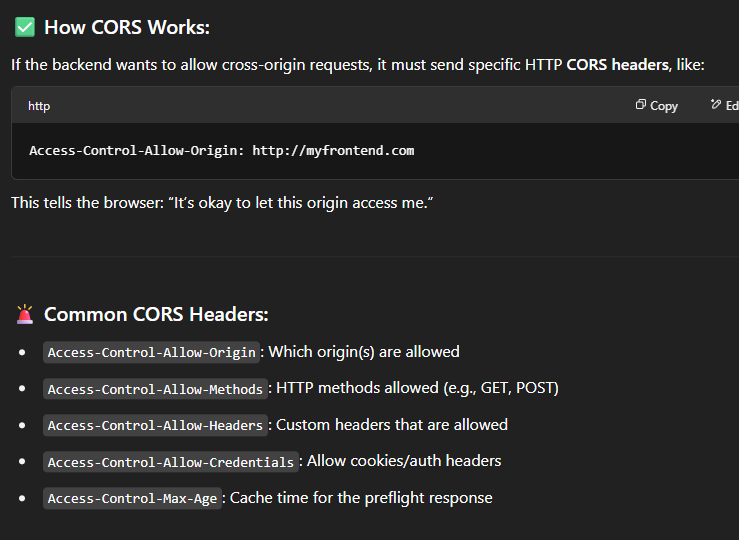 ✅ How CORS Works:
If the backend wants to allow cross-origin requests, it must send specific HTTP CORS headers, like:
http
Copy
Ed
Access-Control-Allow-Origin: http://myfrontend.com
This tells the browser: “It’s okay to let this origin access me.”
🚨 Common CORS Headers:
• Access-Control-Allow-Origin: Which origin(s) are allowed
• Access-Control-Allow-Methods: HTTP methods allowed (e.g., GET, POST)
• Access-Control-Allow-Headers: Custom headers that are allowed
• Access-Control-Allow-Credentials: Allow cookies/auth headers
• Access-Control-Max-Age: Cache time for the preflight response